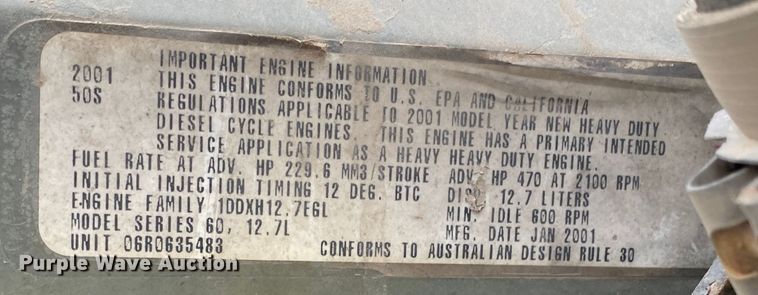 IMPORTANT ENGINE INFORMATION
2001 THIS ENGINE CONFORMS TO U.S. EPA AND CALIFORNIA
50S REGULATIONS APPLICABLE TO 2001 MODEL YEAR NEW HEAVY DUTY
DIESEL CYCLE ENGINES. THIS ENGINE HAS A PRIMARY INTENDED
SERVICE APPLICATION AS A HEAVY HEAVY DUTY ENGINE.
FUEL RATE AT ADV. HP 229.6 MM3/STROKE ADV. HP 470 AT 2100 RPM
INITIAL INJECTION TIMING 12 DEG. BTC 12.7 LITERS
ENGINE FAMILY 1DDXH12.7EGL MIN. IDLE 600 RPM
MODEL SERIES 60, 12.7L MFG. DATE JAN 2001
UNIT 06R0635483 CONFORMS TO AUSTRALIAN DESIGN RULE 30
Purple Wave Auction